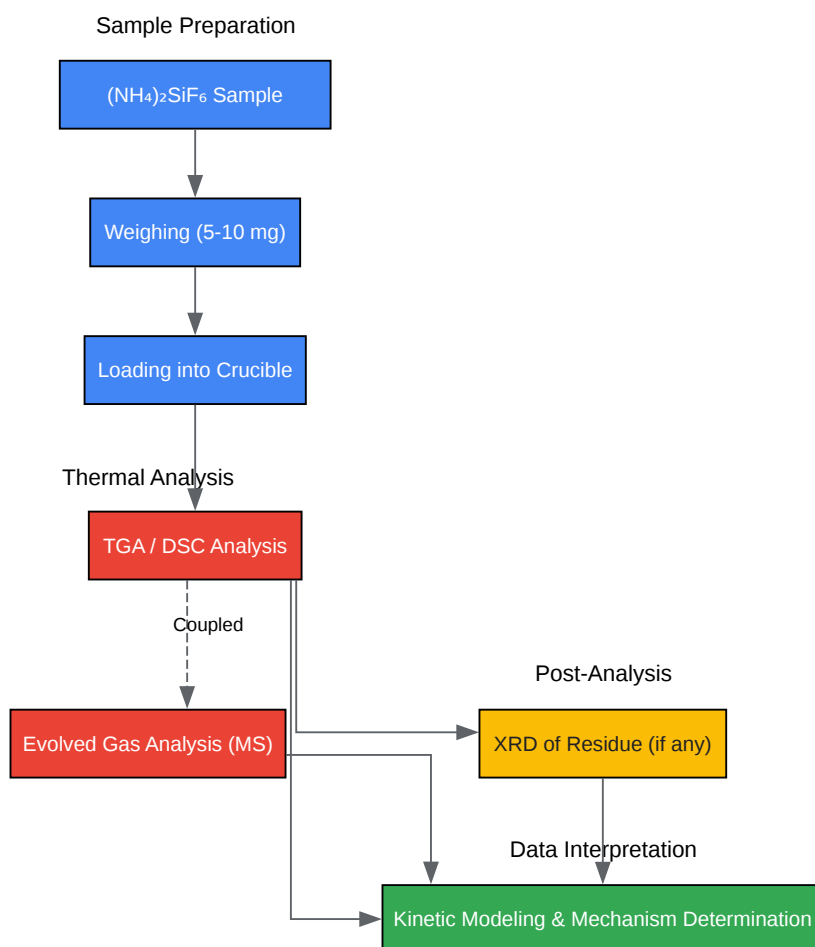 Sample Preparation
(NH₄)₂SiF₆ Sample
Weighing (5-10 mg)
Loading into Crucible
Thermal Analysis
TGA / DSC Analysis
Coupled
Post-Analysis
Evolved Gas Analysis (MS)
XRD of Residue (if any)
Data Interpretation
Kinetic Modeling & Mechanism Determination